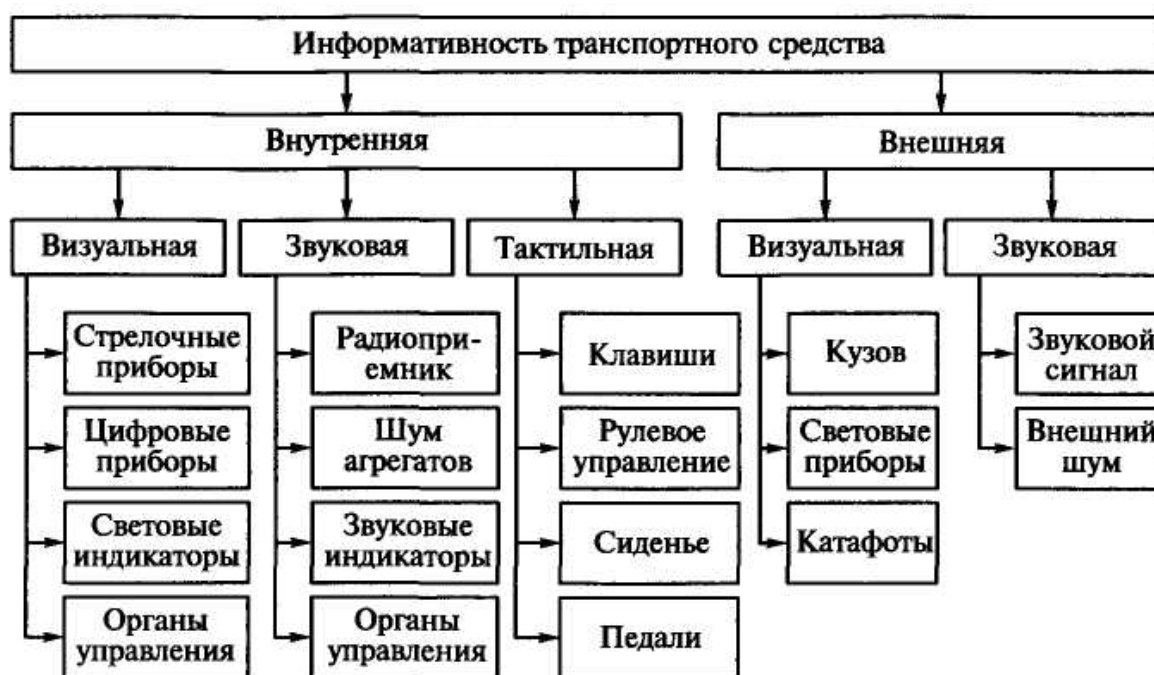 Информативность транспортного средства
Внутренняя
Внешняя
Визуальная
Звуковая
Тактильная
Визуальная
Звуковая
Стрелочные
приборы
Цифровые
приборы
Световые
индикаторы
Органы
управления
Радиопри-
емник
Шум
агрегатов
Звуковые
индикаторы
Органы
управления
Клавиши
Рулевое
управление
Сиденье
Педали
Кузов
Световые
приборы
Катафоты
Звуковой
сигнал
Внешний
шум